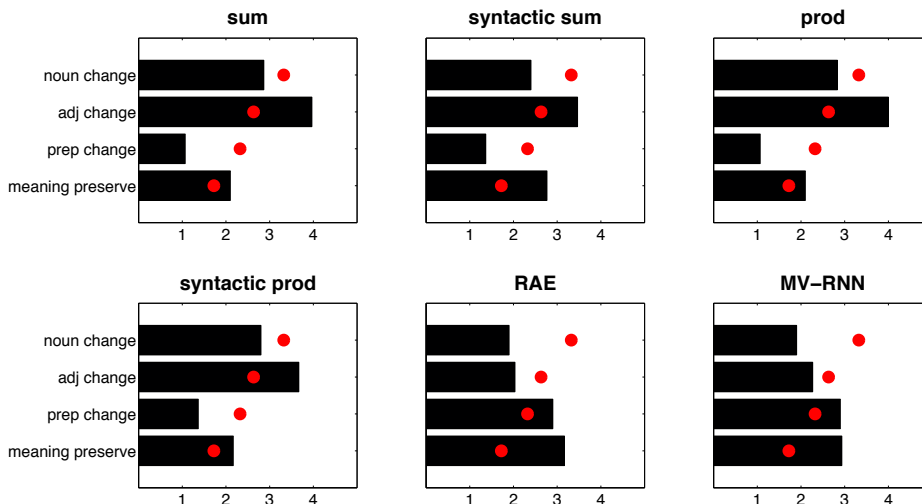 sum
syntactic sum
prod
noun change
adj change
prep change
meaning preserve
1 2 3 4
1 2 3 4
1 2 3 4
syntactic prod
RAE
MV−RNN
noun change
adj change
prep change
meaning preserve
1 2 3 4
1 2 3 4
1 2 3 4